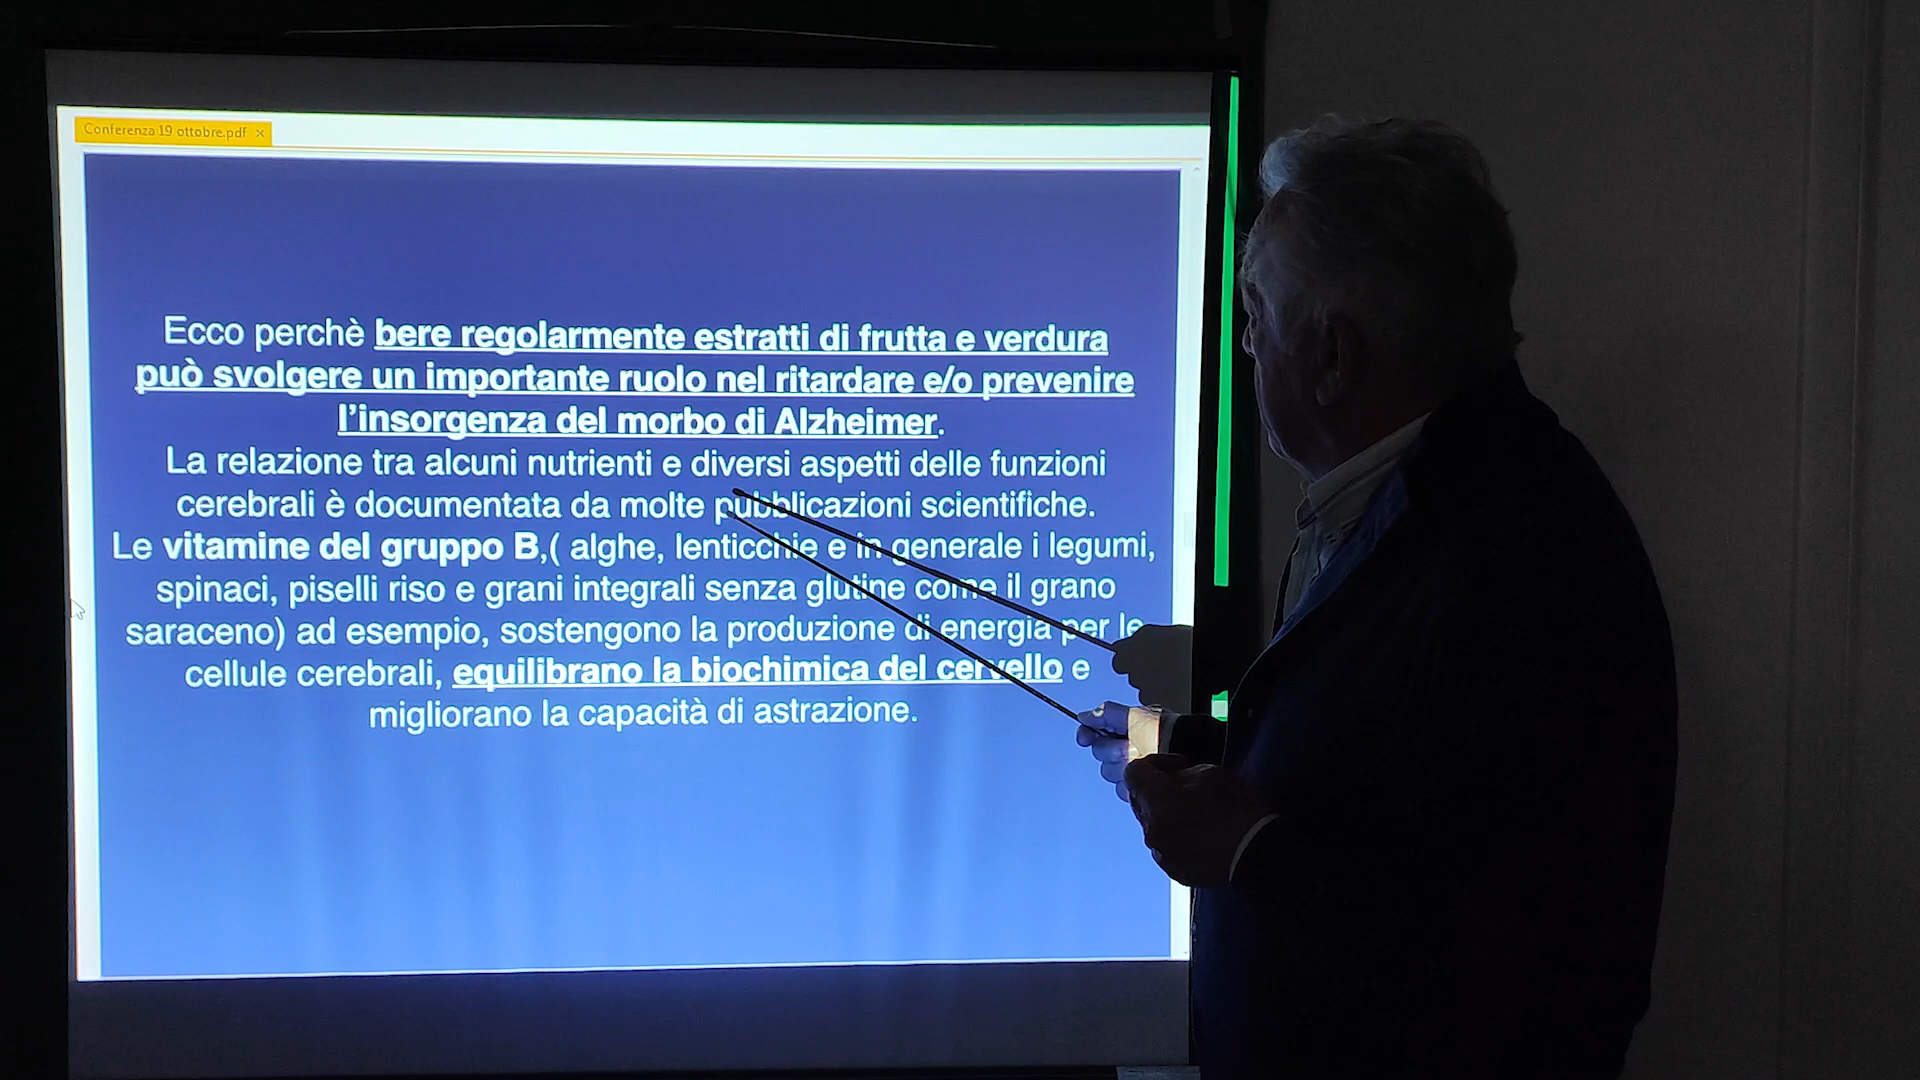 Conferenza 19 ottobre.pdf ×
Ecco perchè bere regolarmente estratti di frutta e verdura
può svolgere un importante ruolo nel ritardare e/o prevenire
l’insorgenza del morbo di Alzheimer.
La relazione tra alcuni nutrienti e diversi aspetti delle funzioni
cerebrali è documentata da molte pubblicazioni scientifiche.
Le vitamine del gruppo B,( alghe, lenticchie e in generale i legumi,
spinaci, piselli riso e grani integrali senza glutine come il grano
saraceno) ad esempio, sostengono la produzione di energia per le
cellule cerebrali, equilibrano la biochimica del cervello e
migliorano la capacità di astrazione.